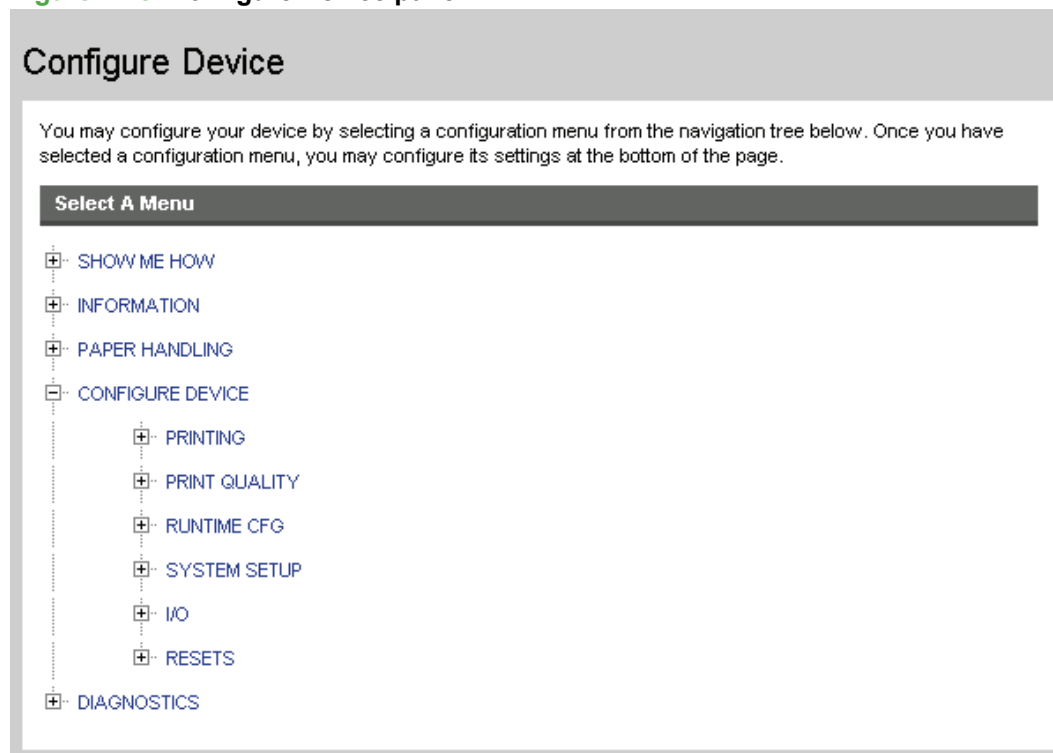 Configure Device
You may configure your device by selecting a configuration menu from the navigation tree below. Once you have
selected a configuration menu, you may configure its settings at the bottom of the page.
Select A Menu
SHOW ME HOW
INFORMATION
PAPER HANDLING
CONFIGURE DEVICE
PRINTING
PRINT QUALITY
RUNTIME CFG
SYSTEM SETUP
I/O
RESETS
DIAGNOSTICS